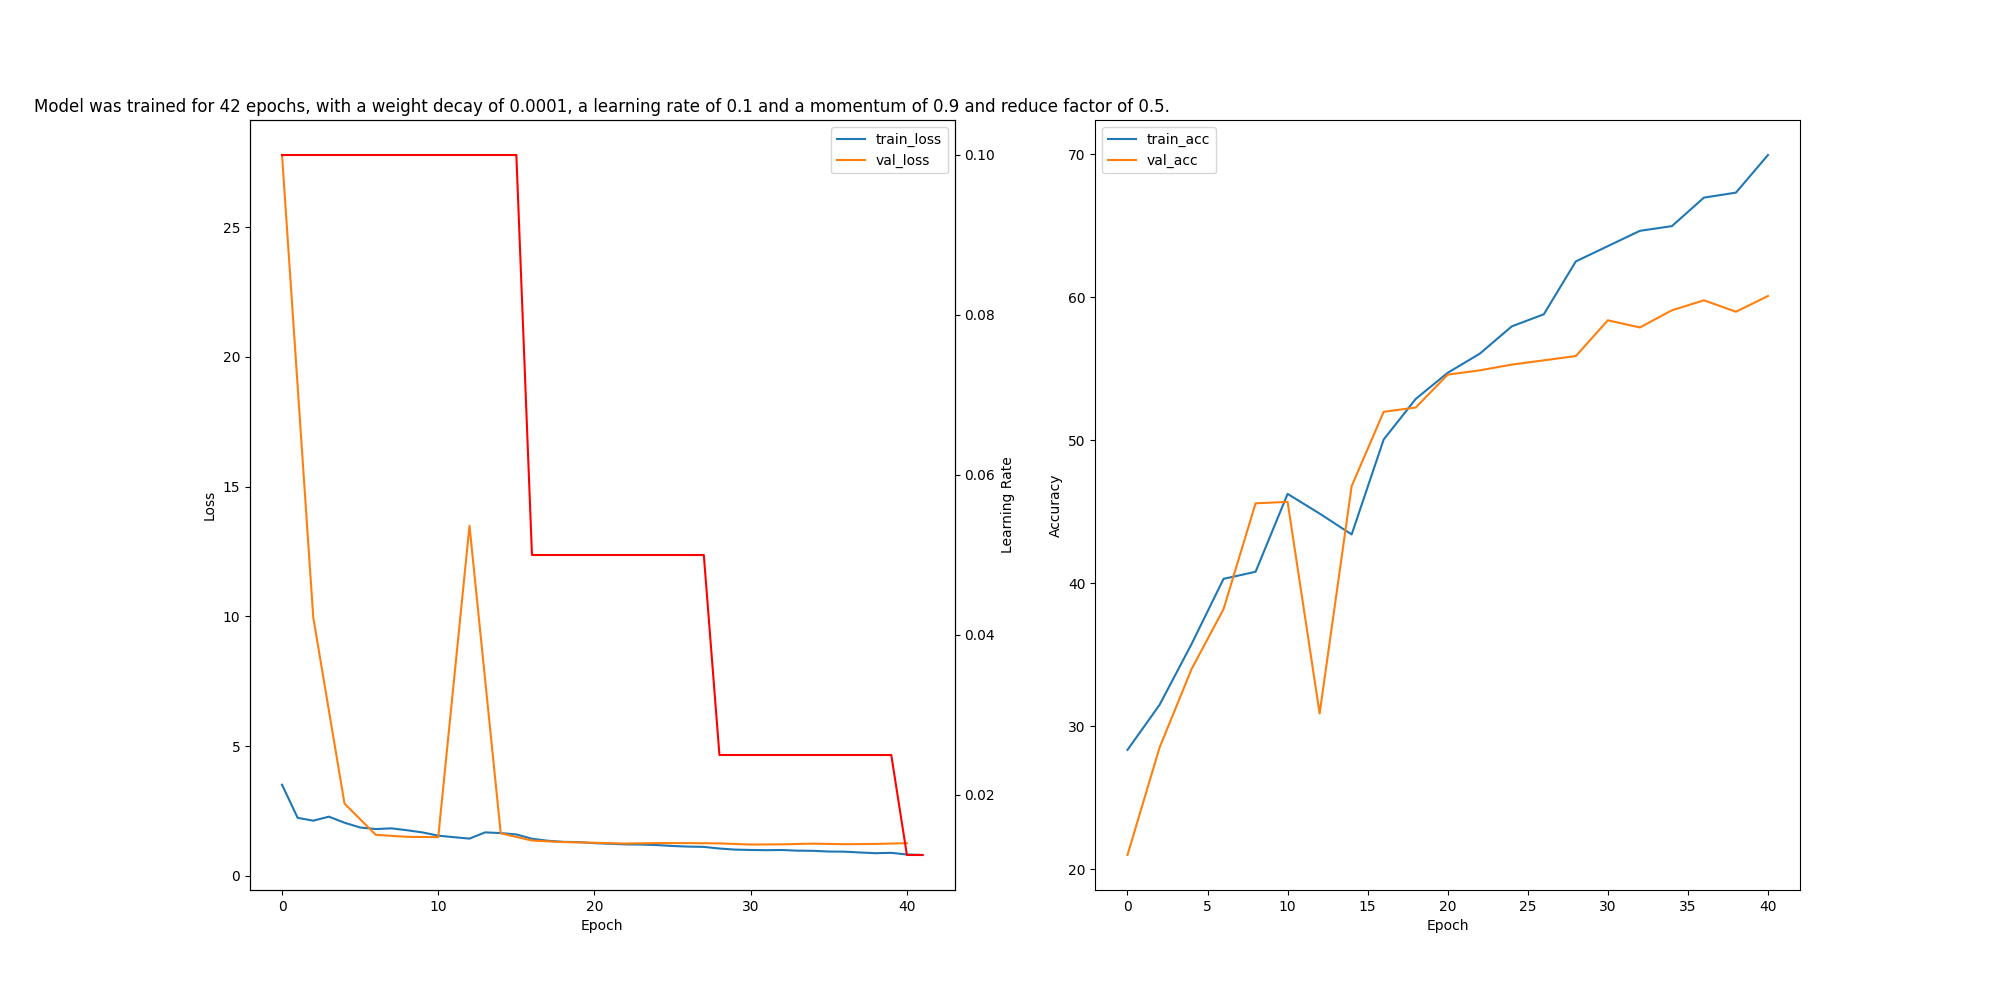 Model was trained for 42 epochs, with a weight decay of 0.0001, a learning rate of 0.1 and a momentum of 0.9 and reduce factor of 0.5.
train_loss
val_loss
25
20
15
10
5
0
Loss
0 10 20 30 40
Epoch
0.10
0.08
0.06
0.04
0.02
Learning Rate
train_acc
val_acc
70
60
50
40
30
20
Accuracy
0 5 10 15 20 25 30 35 40
Epoch